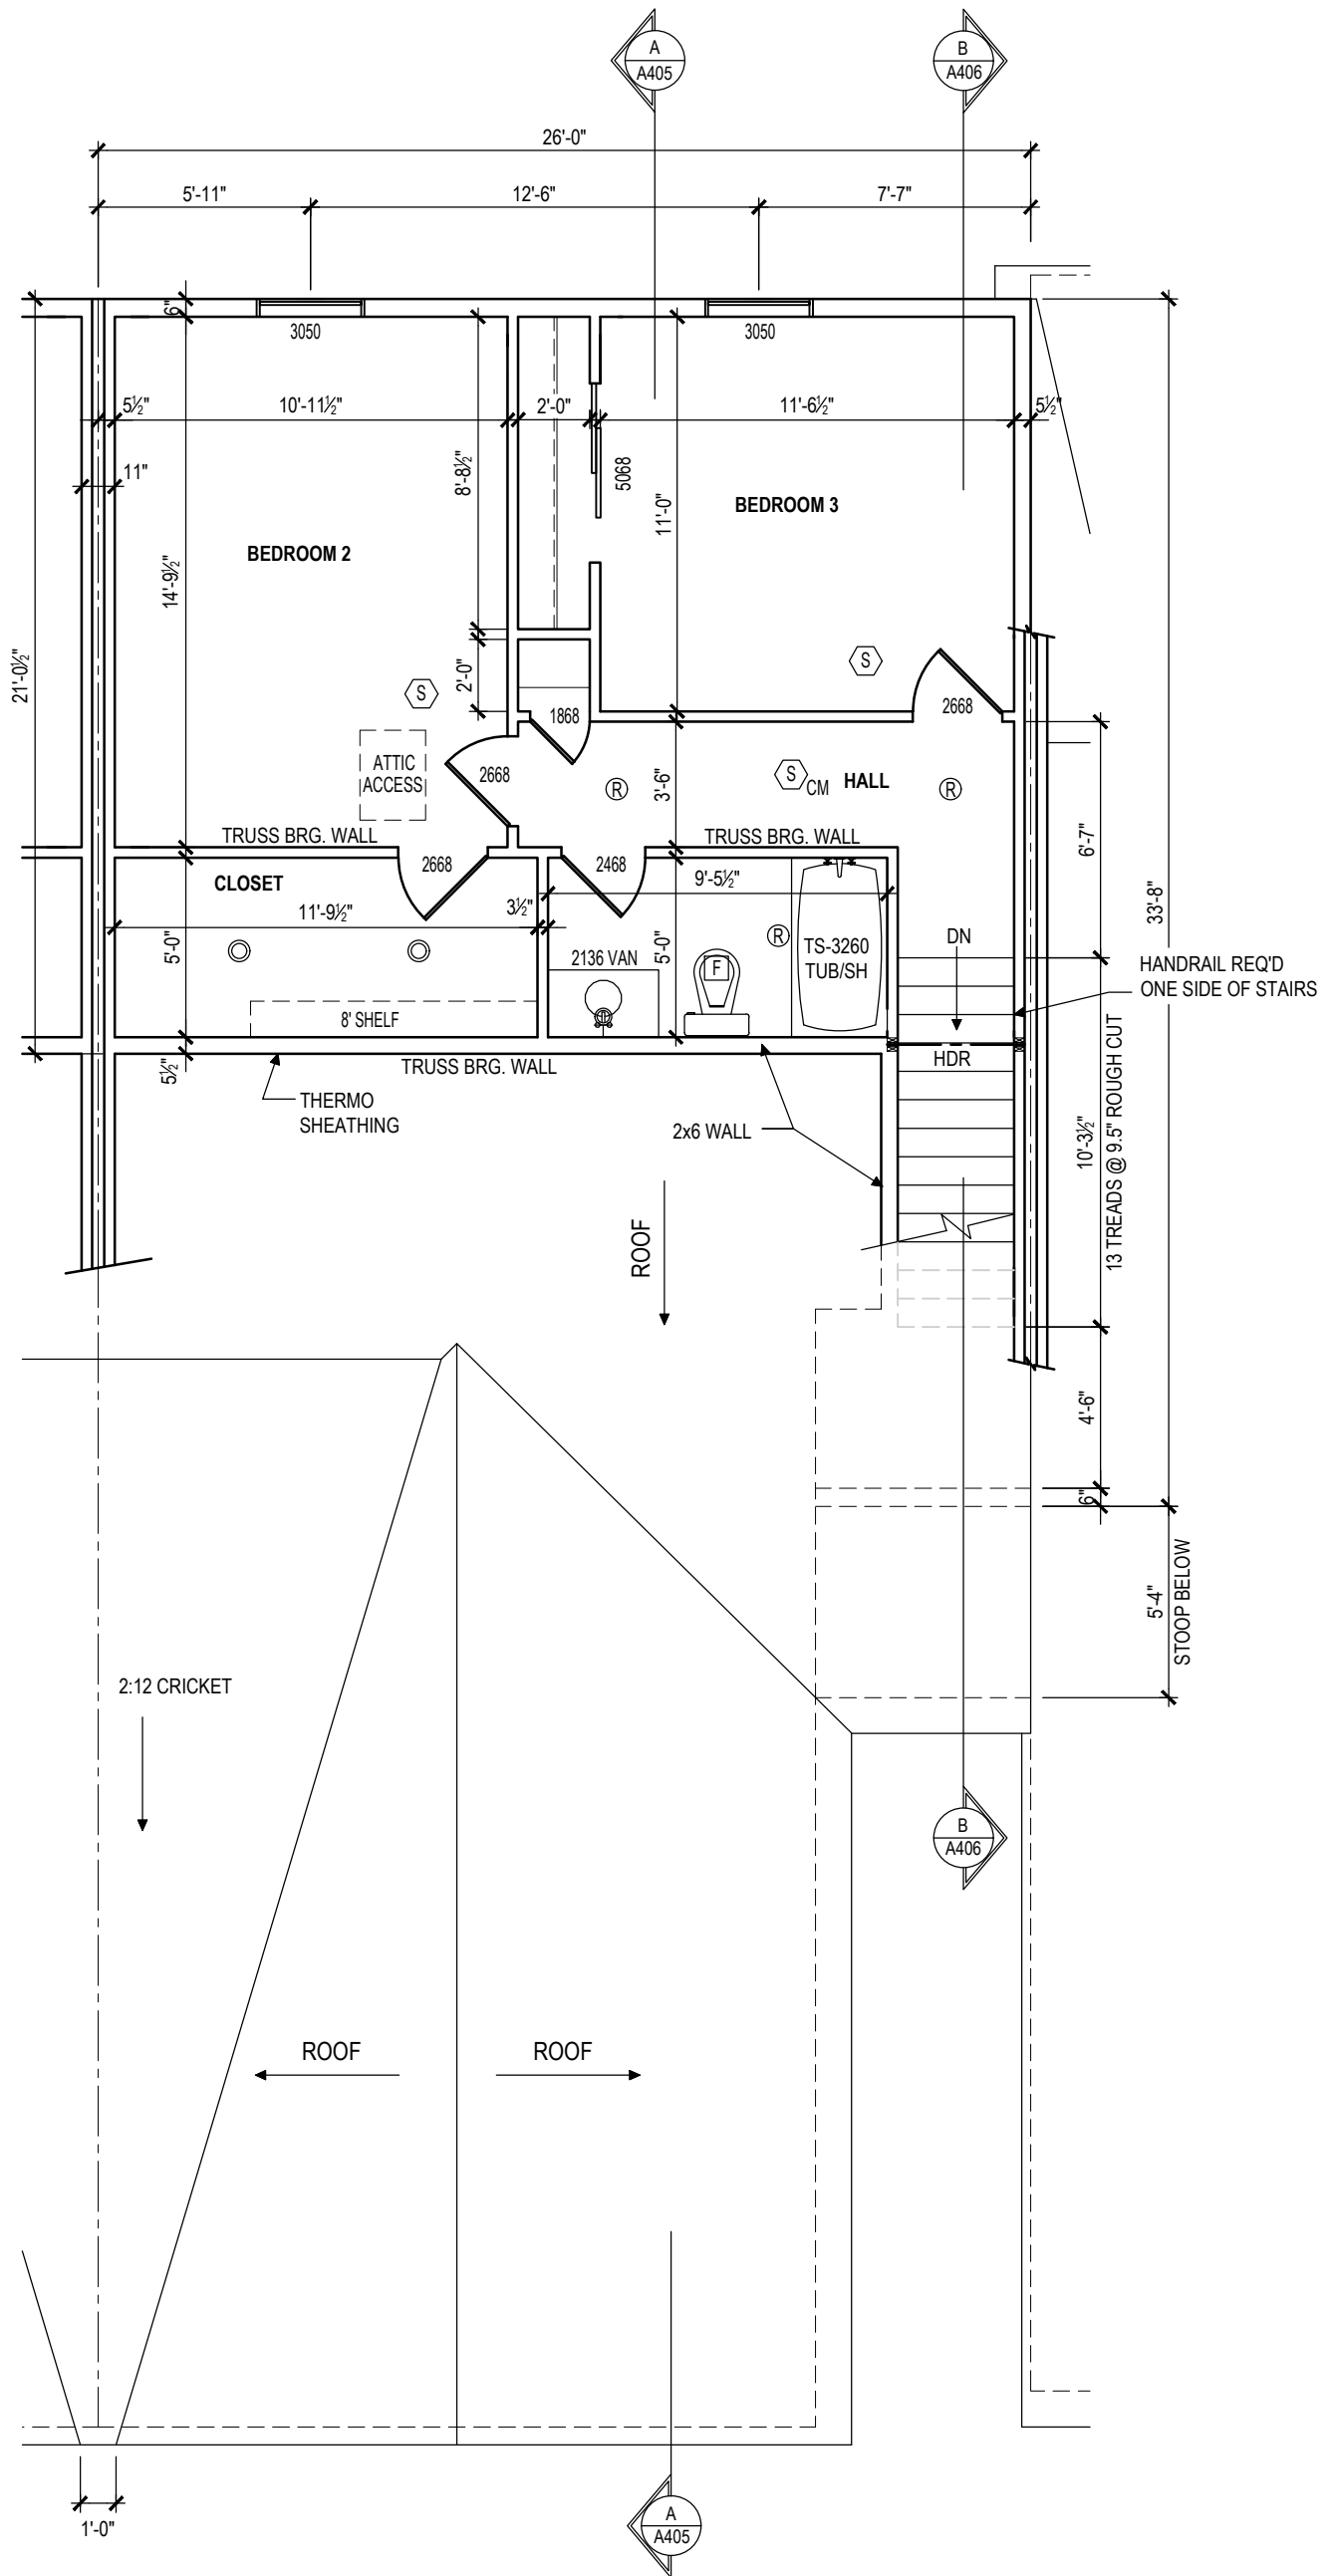 A
A405
B
A406
26'-0"
5'-11"
12'-6"
7'-7"
6"
3050
3050
5½"
10'-11½"
2'-0"
11'-6½"
5½"
11"
8'-8½"
5068
11'-0"
BEDROOM 3
BEDROOM 2
14'-9½"
21'-0½"
2'-0"
S
S
1868
2668
ATTIC
ACCESS
2668
R
3'-6"
S
CM
HALL
R
6'-7"
33'-8"
TRUSS BRG. WALL
TRUSS BRG. WALL
CLOSET
2668
2468
9'-5½"
11'-9½"
3½"
5'-0"
2136 VAN
5'-0"
R
F
TS-3260
TUB/SH
DN
HANDRAIL REQ'D
ONE SIDE OF STAIRS
8' SHELF
5½"
TRUSS BRG. WALL
HDR
THERMO
SHEATHING
2x6 WALL
10'-3½"
13 TREADS @ 9.5" ROUGH CUT
ROOF
4'-6"
6"
5'-4"
STOOP BELOW
2:12 CRICKET
B
A406
ROOF
ROOF
1'-0"
A
A405